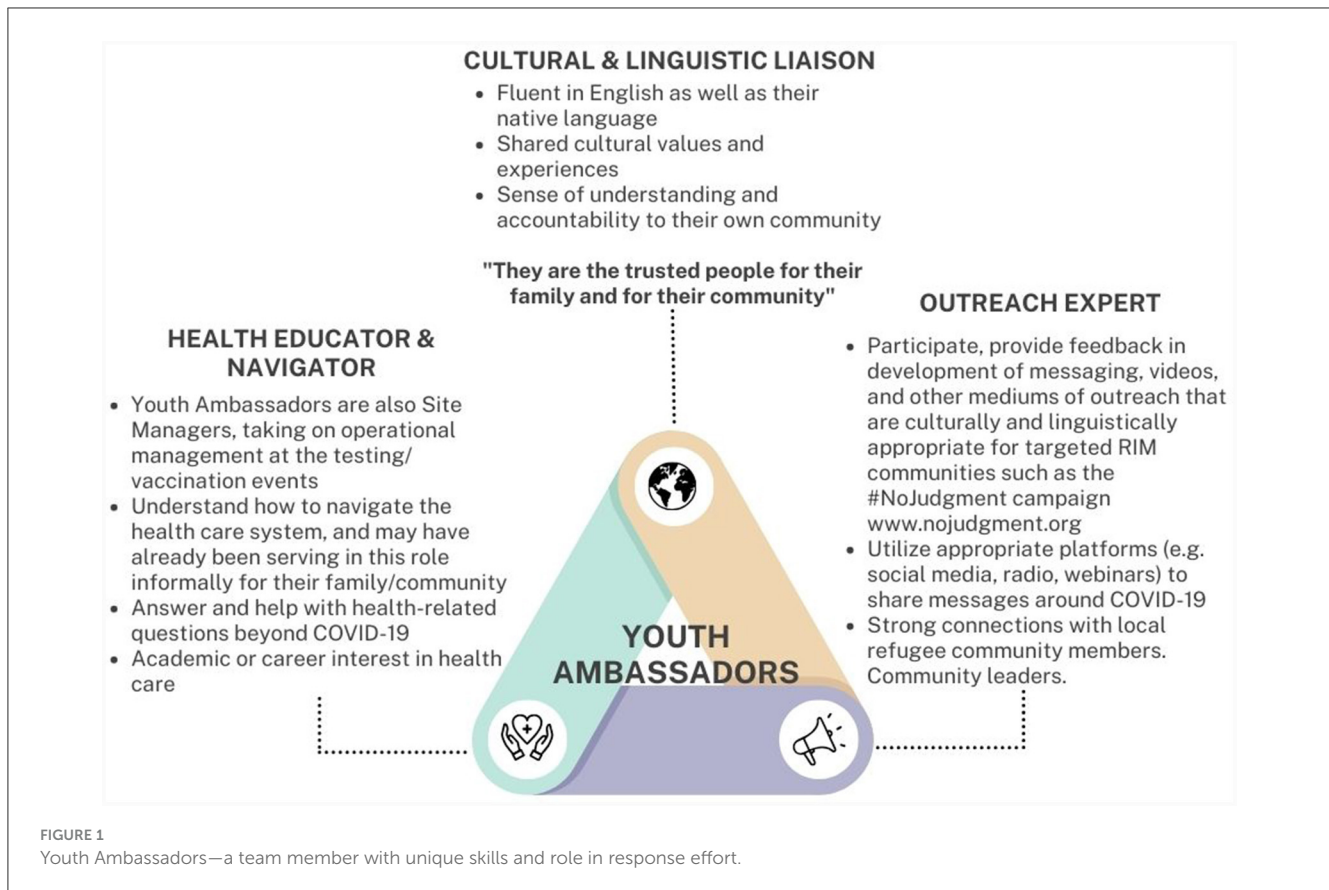 CULTURAL & LINGUISTIC LIAISON
• Fluent in English as well as their
native language
• Shared cultural values and
experiences
• Sense of understanding and
accountability to their own community
"They are the trusted people for their
family and for their community"
HEALTH EDUCATOR &
NAVIGATOR
• Youth Ambassadors are also Site
Managers, taking on operational
management at the testing/
vaccination events
• Understand how to navigate the
health care system, and may have
already been serving in this role
informally for their family/community
• Answer and help with health-related
questions beyond COVID-19
• Academic or career interest in health
care
OUTREACH EXPERT
• Participate, provide feedback in
development of messaging, videos,
and other mediums of outreach that
are culturally and linguistically
appropriate for targeted RIM
communities such as the
#NoJudgment campaign
www.nojudgment.org
• Utilize appropriate platforms (e.g.
social media, radio, webinars) to
share messages around COVID-19
• Strong connections with local
refugee community members.
Community leaders.
YOUTH
AMBASSADORS
FIGURE 1
Youth Ambassadors—a team member with unique skills and role in response effort.